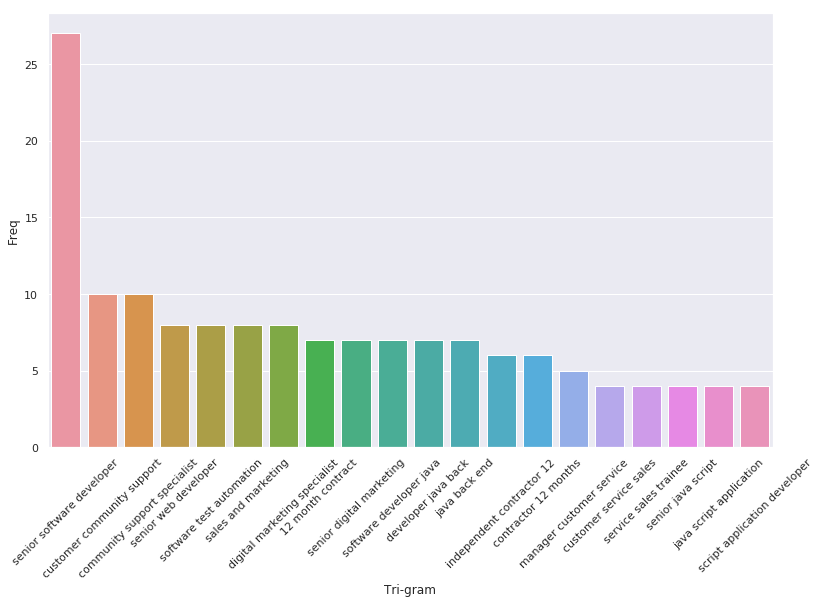 25
20
15
10
5
0
Freq
senior software developer
customer community support
community support specialist
senior web developer
software test automation
sales and marketing
digital marketing specialist
12 month contract
senior digital marketing
software developer java
developer java back
java back end
independent contractor 12
contractor 12 months
manager customer service
customer service sales
service sales trainee
senior java script
java script application
script application developer
Tri-gram